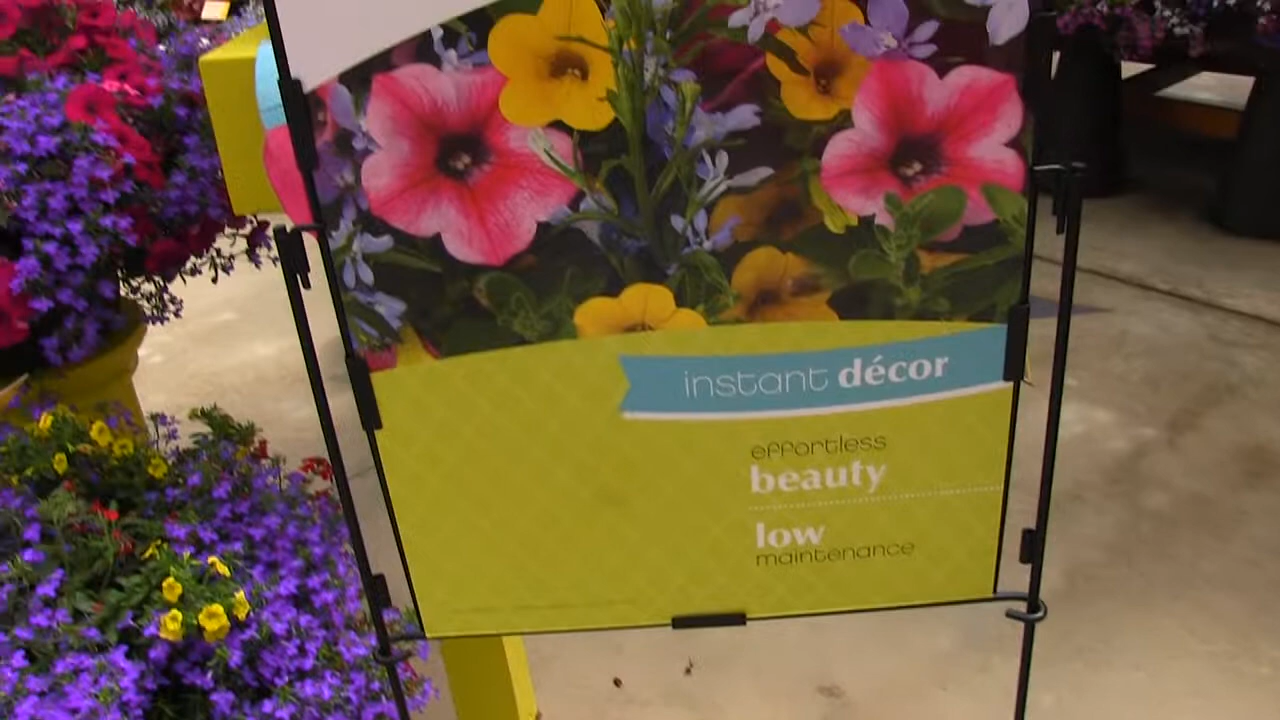 instant décor
effortless
beauty
low
maintenance